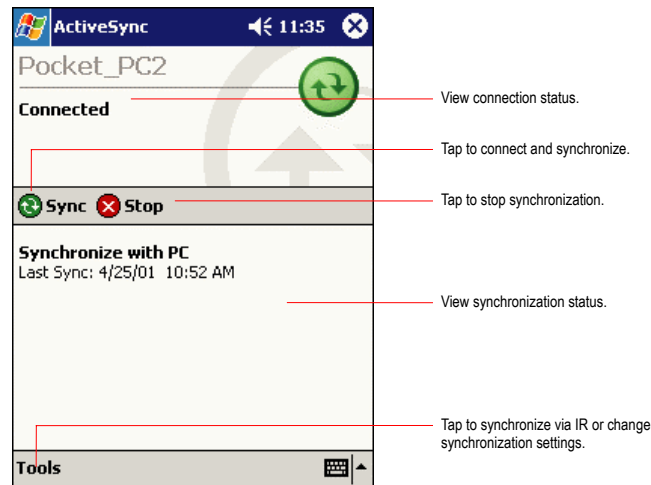 ActiveSync 11:35
Pocket_PC2
Connected
View connection status.
Tap to connect and synchronize.
Sync Stop
Tap to stop synchronization.
Synchronize with PC
Last Sync: 4/25/01 10:52 AM
View synchronization status.
Tap to synchronize via IR or change
synchronization settings.
Tools